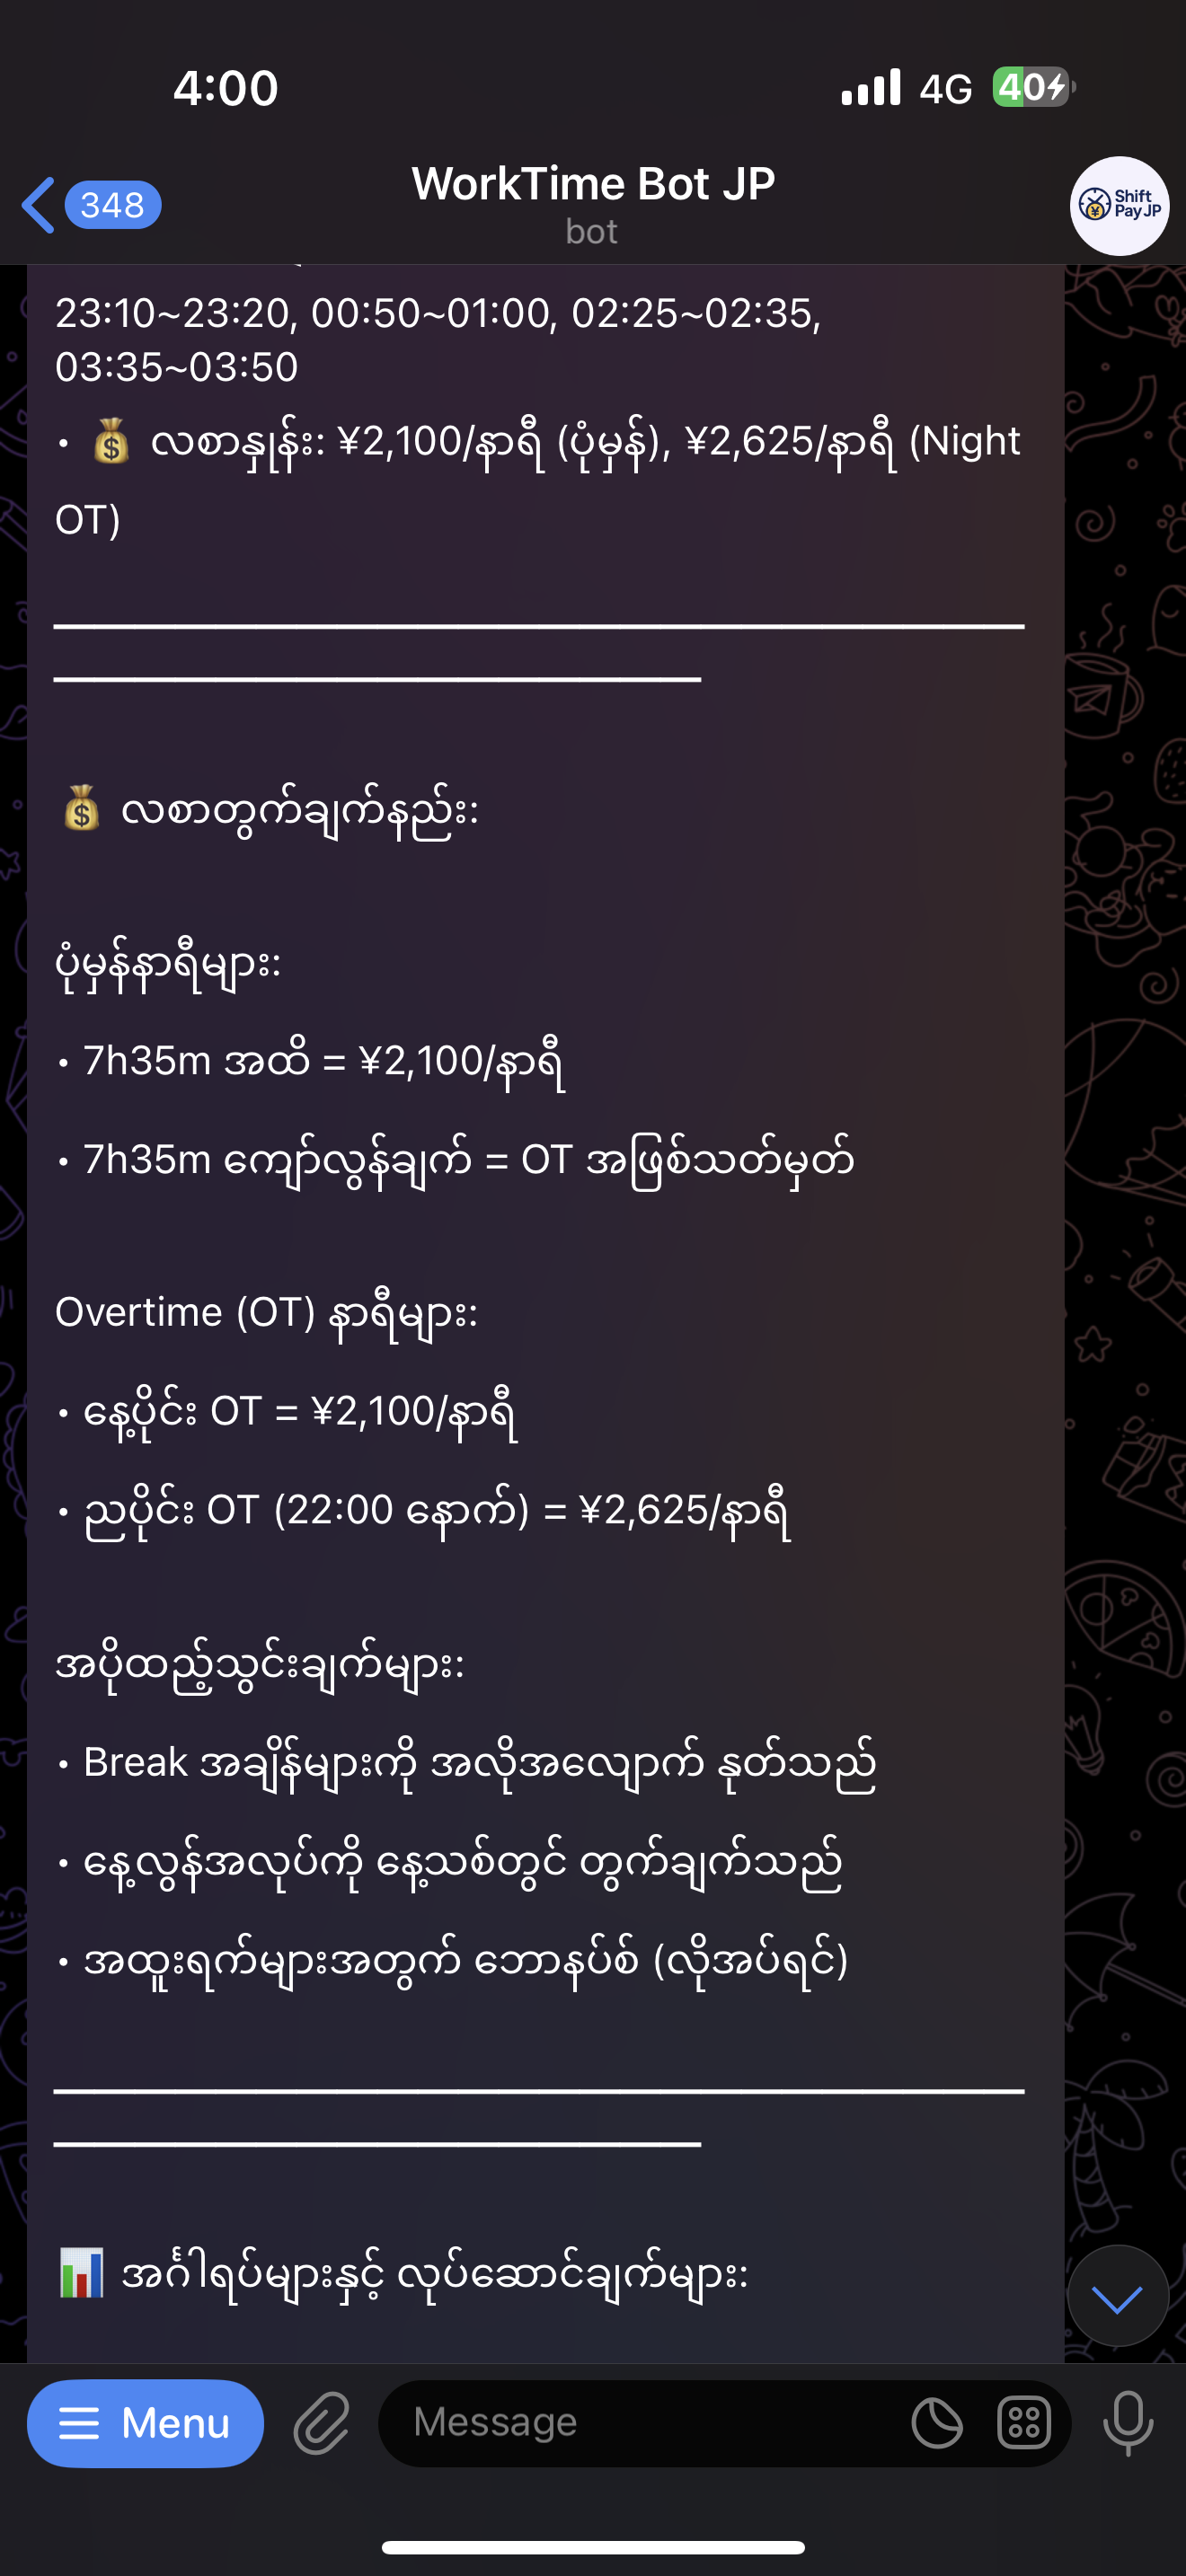 4:00
4G
40
348
WorkTime Bot JP
bot
Shift
Pay JP
23:10~23:20, 00:50~01:00, 02:25~02:35,
03:35~03:50
• 💰 လစာနှုန်း: ¥2,100/နာရီ (ပုံမှန်), ¥2,625/နာရီ (Night
OT)
💰 လစာတွက်ချက်နည်း:
ပုံမှန်နာရီများ:
• 7h35m အထိ = ¥2,100/နာရီ
• 7h35m ကျော်လွန်ချက် = OT အဖြစ်သတ်မှတ်
Overtime (OT) နာရီများ:
• နေ့ပိုင်း OT = ¥2,100/နာရီ
• ညပိုင်း OT (22:00 နောက်) = ¥2,625/နာရီ
အပိုထည့်သွင်းချက်များ:
• Break အချိန်များကို အလိုအလျောက် နုတ်သည်
• နေ့လွန်အလုပ်ကို နေ့သစ်တွင် တွက်ချက်သည်
• အထူးရက်များအတွက် ဘောနပ်စ် (လိုအပ်ရင်)
📊 အင်္ဂါရပ်များနှင့် လုပ်ဆောင်ချက်များ:
Menu
Message